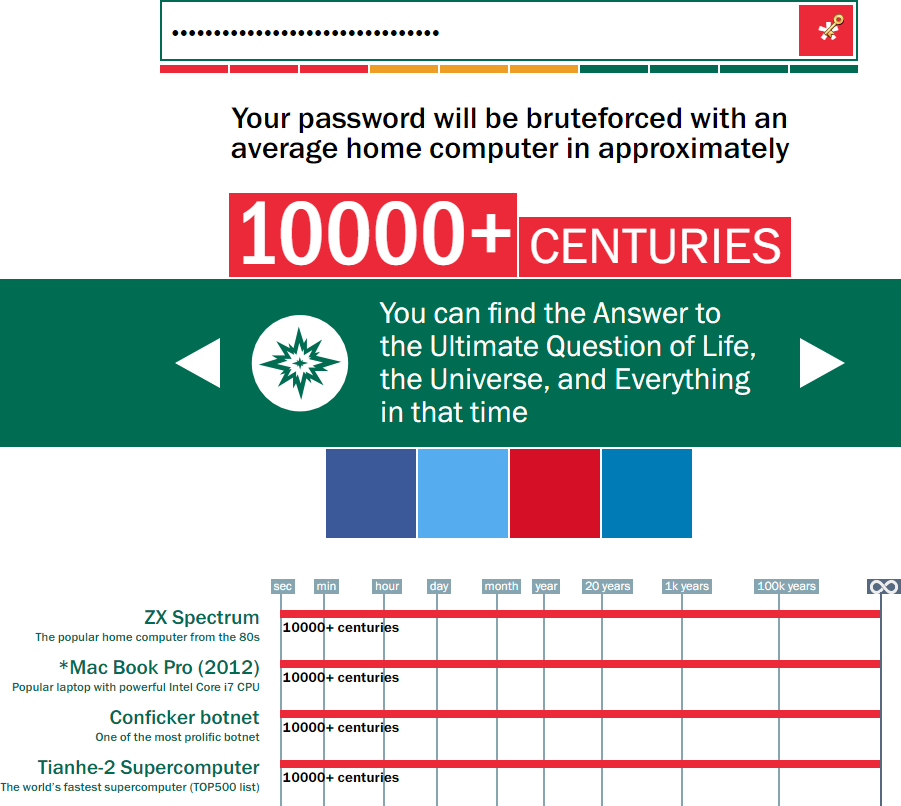 ••••••••••••••••••••••••••••••••
Your password will be bruteforced with an
average home computer in approximately
10000+ CENTURIES
You can find the Answer to
the Ultimate Question of Life,
the Universe, and Everything
in that time
sec min hour day month year 20 years 1k years 100k years ∞
ZX Spectrum
The popular home computer from the 80s
10000+ centuries
*Mac Book Pro (2012)
Popular laptop with powerful Intel Core i7 CPU
10000+ centuries
Conficker botnet
One of the most prolific botnet
10000+ centuries
Tianhe-2 Supercomputer
The world's fastest supercomputer (TOP500 list)
10000+ centuries